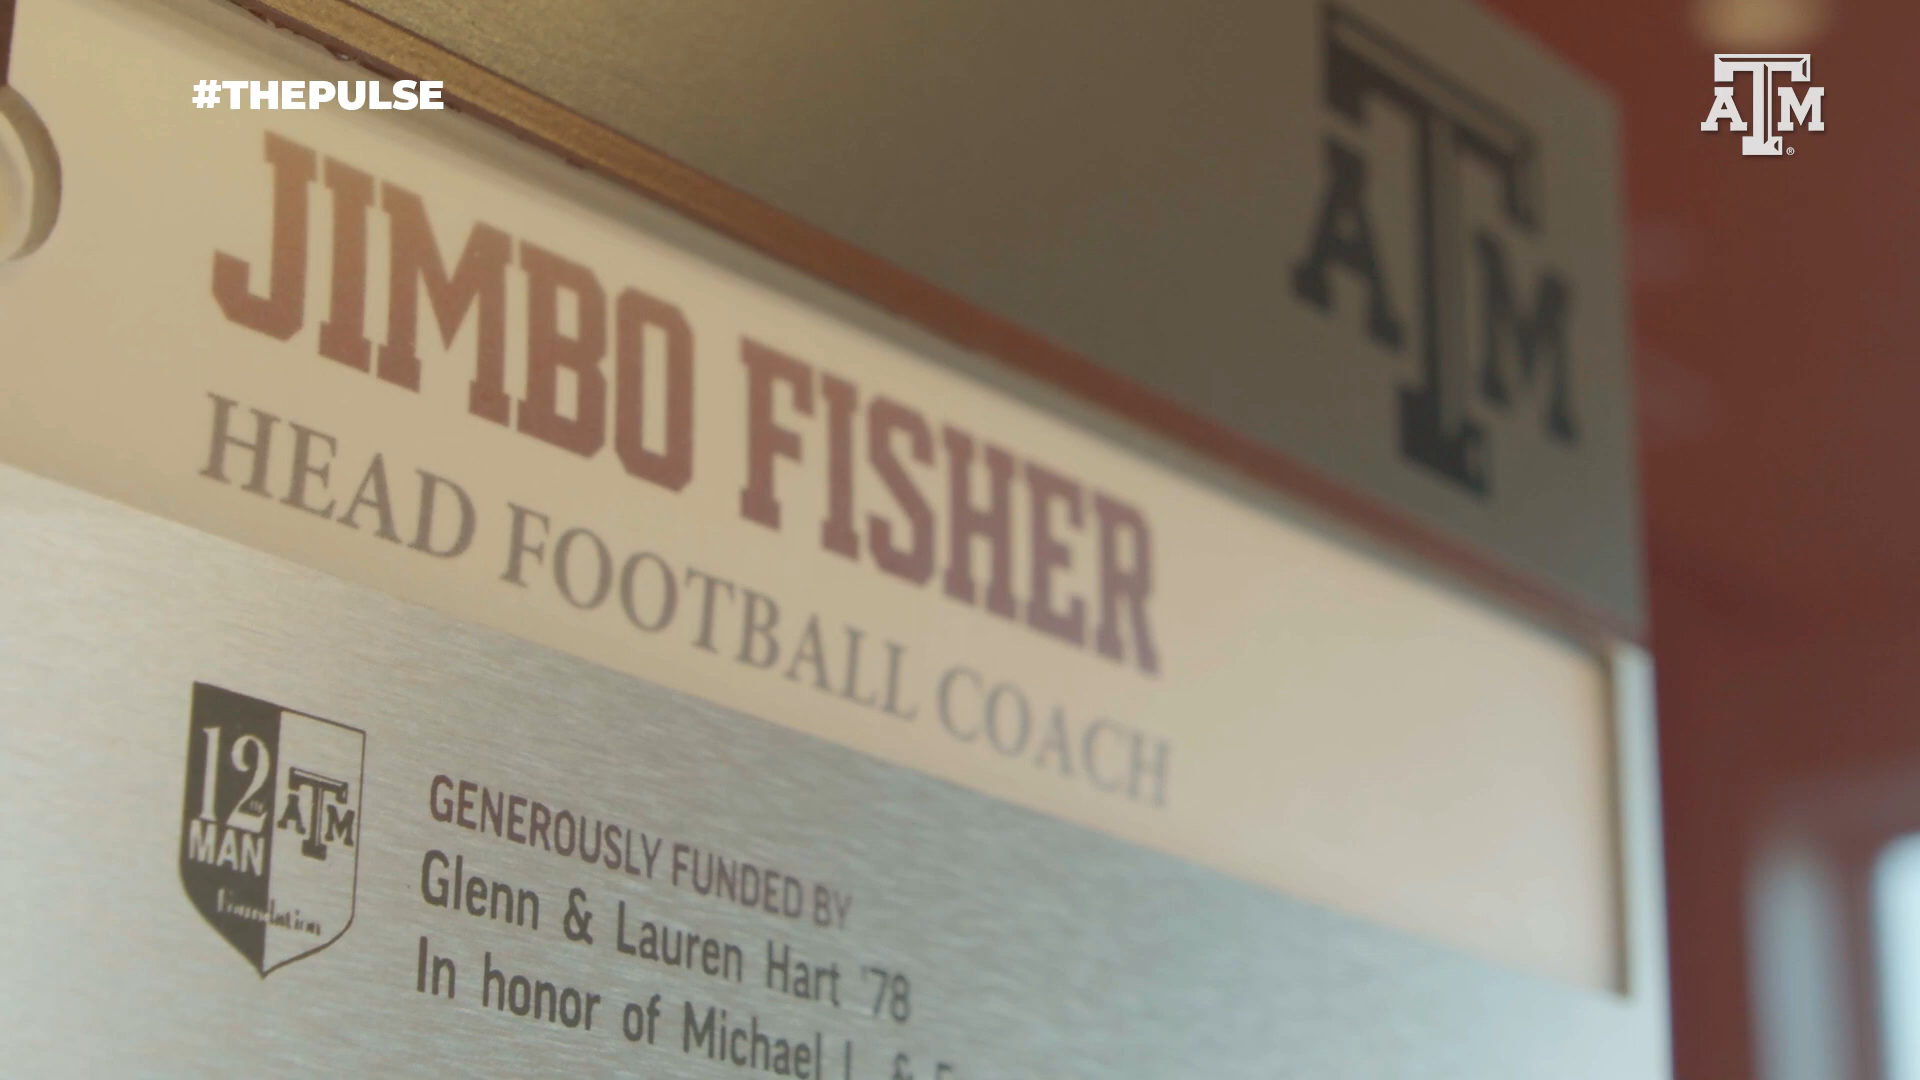 #THEPULSE
ATM
ATM
JIMBO FISHER
HEAD FOOTBALL COACH
12TH
MAN
ATM
Foundation
GENEROUSLY FUNDED BY
Glenn & Lauren Hart '78
In honor of Michael L. &